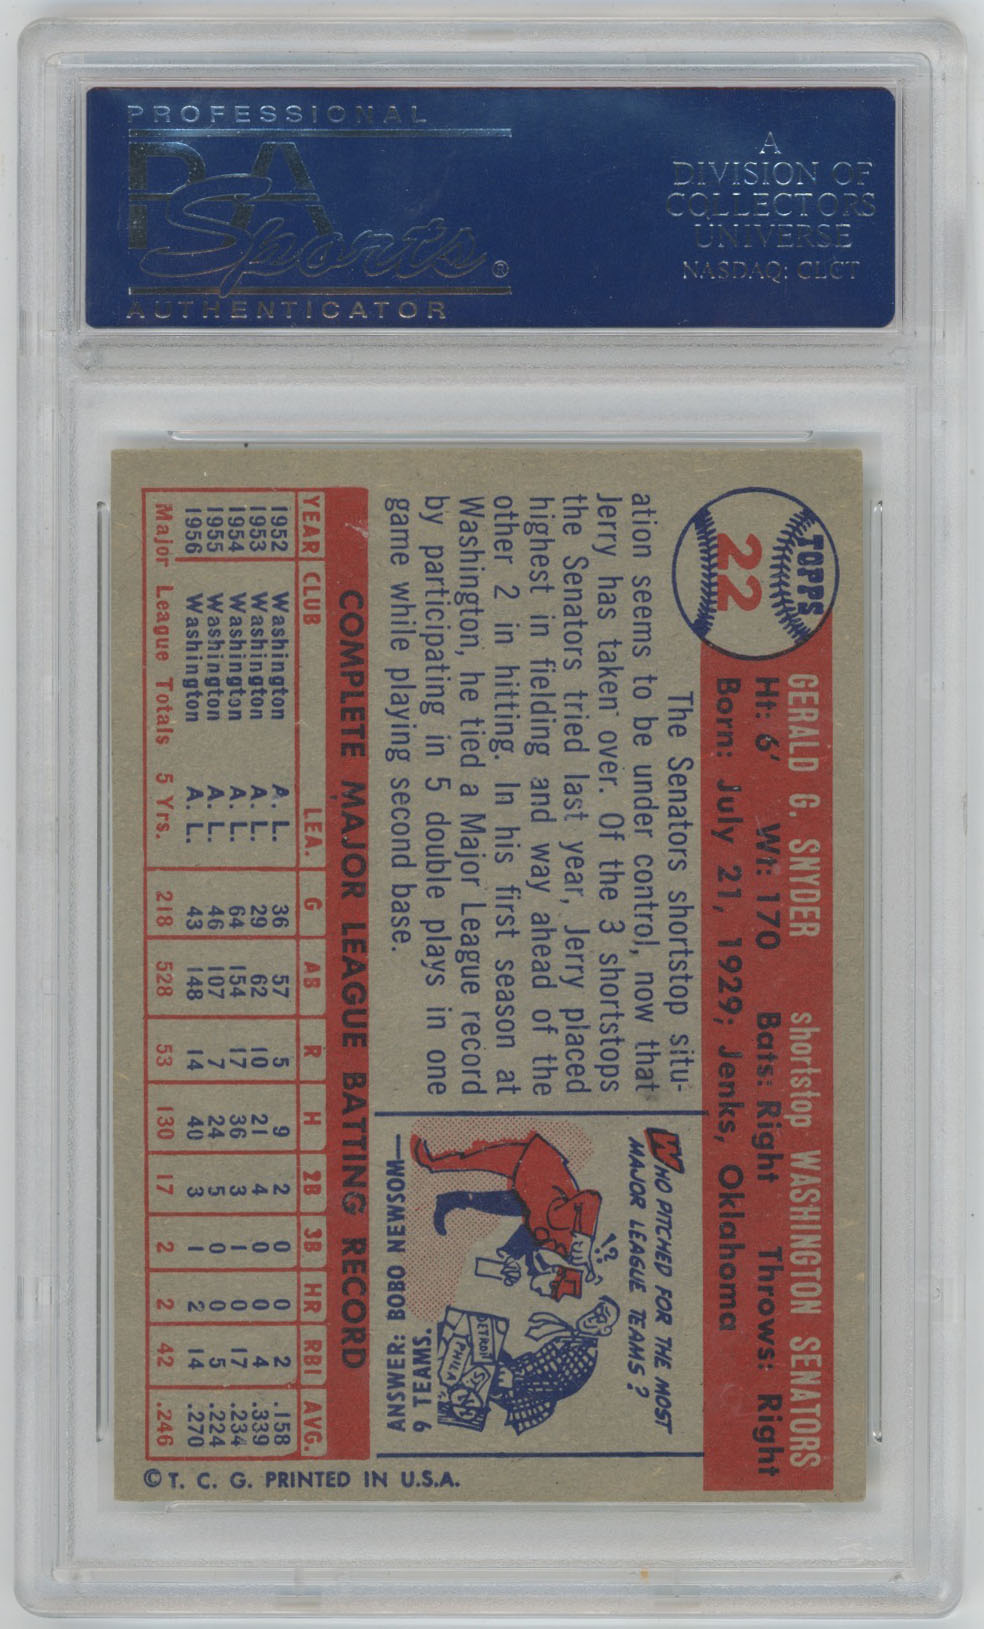 PROFESSIONAL
PSA
Sports®
AUTHENTICATOR
A
DIVISION OF
COLLECTORS
UNIVERSE
NASDAQ: CLCT
TOPPS
22
GERALD G. SNYDER shortstop WASHINGTON SENATORS
Ht: 6' Wt: 170 Bats: Right Throws: Right
Born: July 21, 1929; Jenks, Oklahoma
The Senators shortstop situ-
ation seems to be under control, now that
Jerry has taken over. Of the 3 shortstops
the Senators tried last year, Jerry placed
highest in fielding and way ahead of the
other 2 in hitting. In his first season at
Washington, he tied a Major League record
by participating in 5 double plays in one
game while playing second base.
WHO PITCHED FOR THE MOST
MAJOR LEAGUE TEAMS?
!?
DETROIT
PHILA.
ANSWER: BOBO NEWSOM—
9 TEAMS.
COMPLETE MAJOR LEAGUE BATTING RECORD
YEAR CLUB LEA. G AB R H 2B 3B HR RBI AVG.
1952 Washington A. L. 36 57 5 9 2 0 0 2 .158
1953 Washington A. L. 29 62 10 21 4 0 0 4 .339
1954 Washington A. L. 64 154 17 36 3 1 0 17 .234
1955 Washington A. L. 46 107 7 24 5 0 0 5 .224
1956 Washington A. L. 43 148 14 40 3 1 2 14 .270
Major League Totals 5 Yrs. 218 528 53 130 17 2 2 42 .246
© T. C. G. PRINTED IN U.S.A.